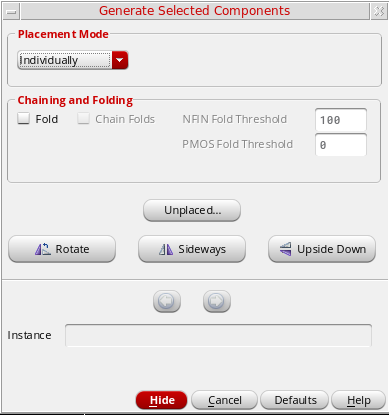 Generate Selected Components
Placement Mode
Individually
Chaining and Folding
Fold Chain Folds NFIN Fold Threshold 100
PMOS Fold Threshold 0
Unplaced...
Rotate Sideways Upside Down
Instance
Hide Cancel Defaults Help